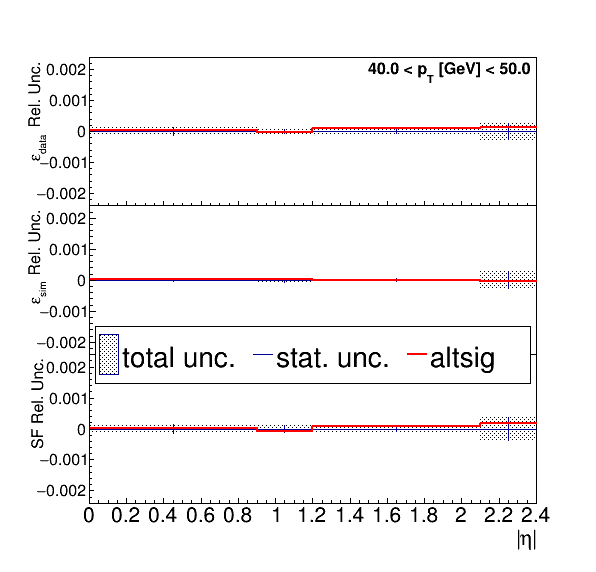 40.0 < p_T [GeV] < 50.0
ε_data Rel. Unc.
0.002
0.001
0
−0.001
−0.002
ε_sim Rel. Unc.
0.002
0.001
0
−0.001
−0.002
total unc. stat. unc. altsig
SF Rel. Unc.
0.002
0.001
0
−0.001
−0.002
0 0.2 0.4 0.6 0.8 1 1.2 1.4 1.6 1.8 2 2.2 2.4
|η|